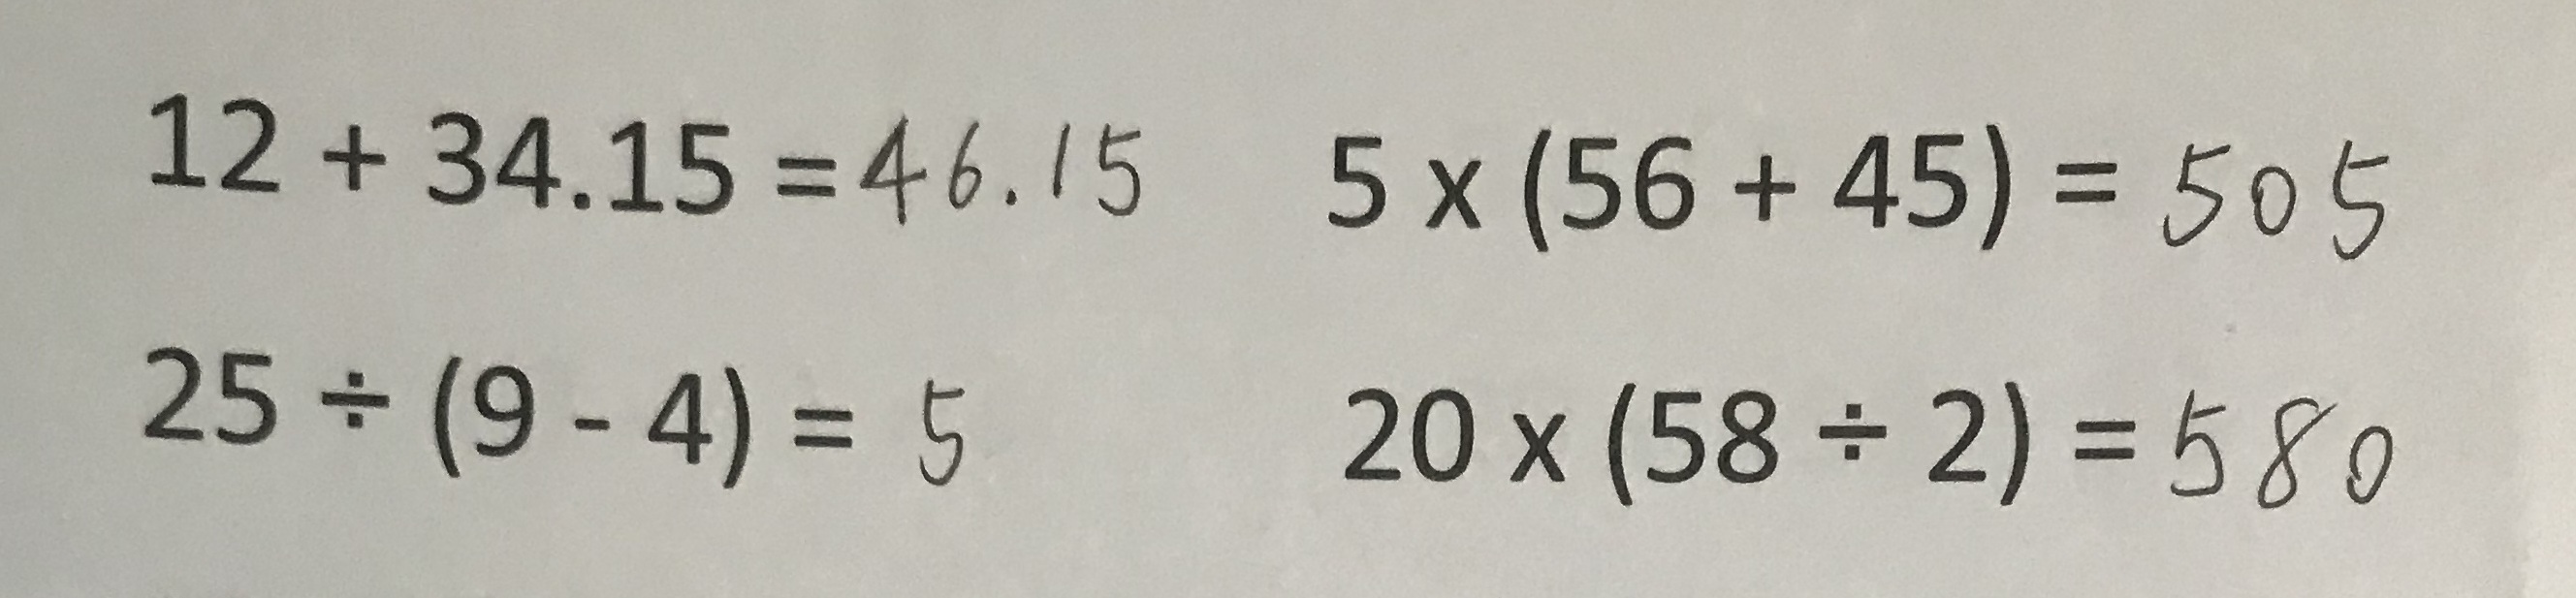 12 + 34.15 = 46.15 5 x (56 + 45) = 505
25 ÷ (9 - 4) = 5 20 x (58 ÷ 2) = 580